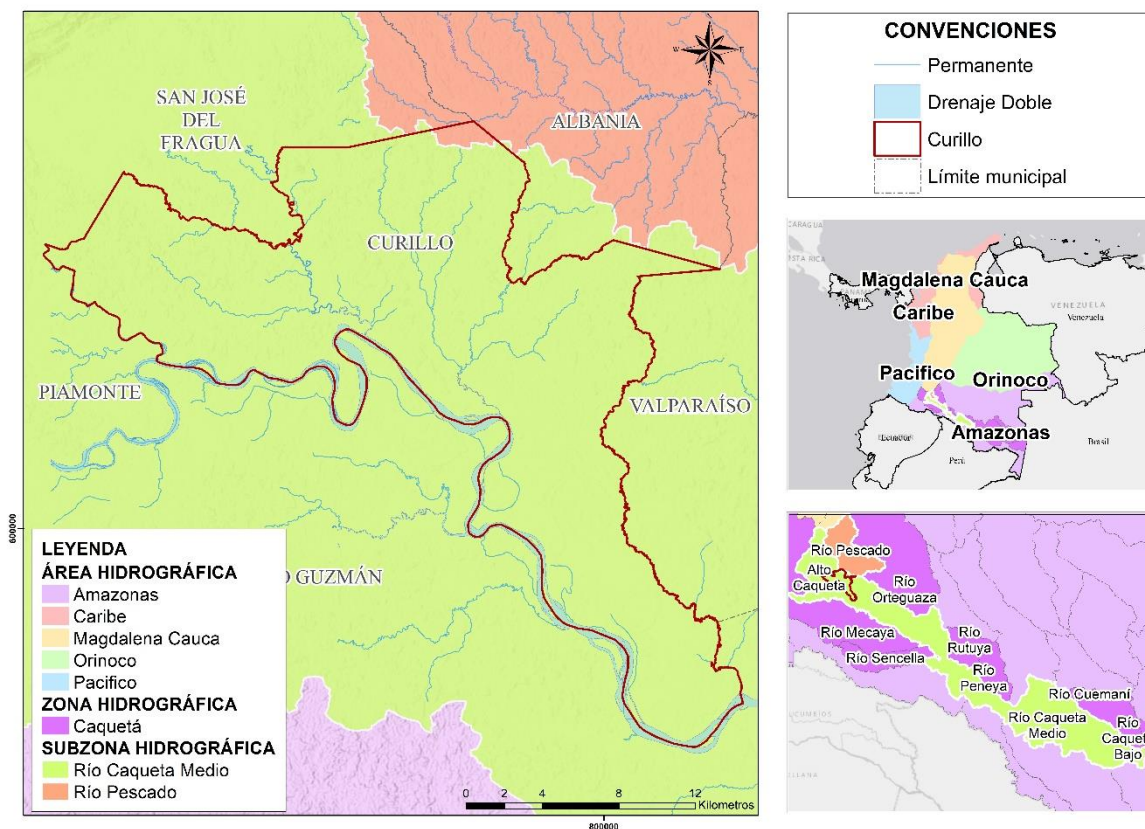 SAN JOSÉ
DEL
FRAGUA
ALBANIA
CURILLO
PIAMONTE
VALPARAÍSO
GUZMÁN
600000
800000
LEYENDA
ÁREA HIDROGRÁFICA
Amazonas
Caribe
Magdalena Cauca
Orinoco
Pacifico
ZONA HIDROGRÁFICA
Caquetá
SUBZONA HIDROGRÁFICA
Río Caqueta Medio
Río Pescado
0 2 4 8 12
Kilometros
CONVENCIONES
Permanente
Drenaje Doble
Curillo
Límite municipal
Magdalena Cauca
Caribe
VENEZUELA
Venezuela
Pacifico
Orinoco
Ecuador
Amazonas
Brasil
Perú
Río Pescado
Alto
Caqueta
Río
Orteguaza
Río Mecaya
Río
Rutuya
Río Sencella
Río
Peneya
Río Cuemaní
Río Caqueta
Medio
Río
Caqueta
Bajo